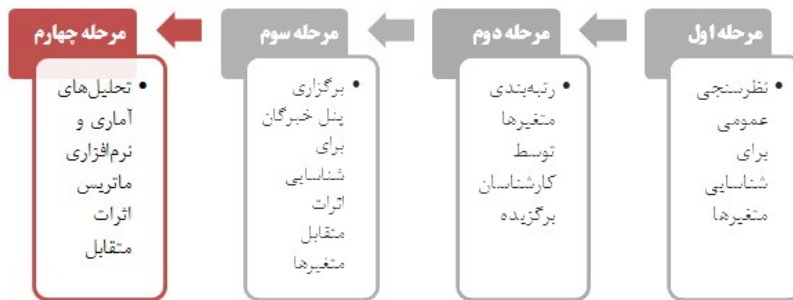 مرحله اول
• نظرسنجی
عمومی
برای
شناسایی
متغیرها
مرحله دوم
• رتبه‌بندی
متغیرها
توسط
کارشناسان
برگزیده
مرحله سوم
• برگزاری
پنل خبرگان
برای
شناسایی
اثرات
متقابل
متغیرها
مرحله چهارم
• تحلیل‌های
آماری و
نرم‌افزاری
ماتریس
اثرات
متقابل